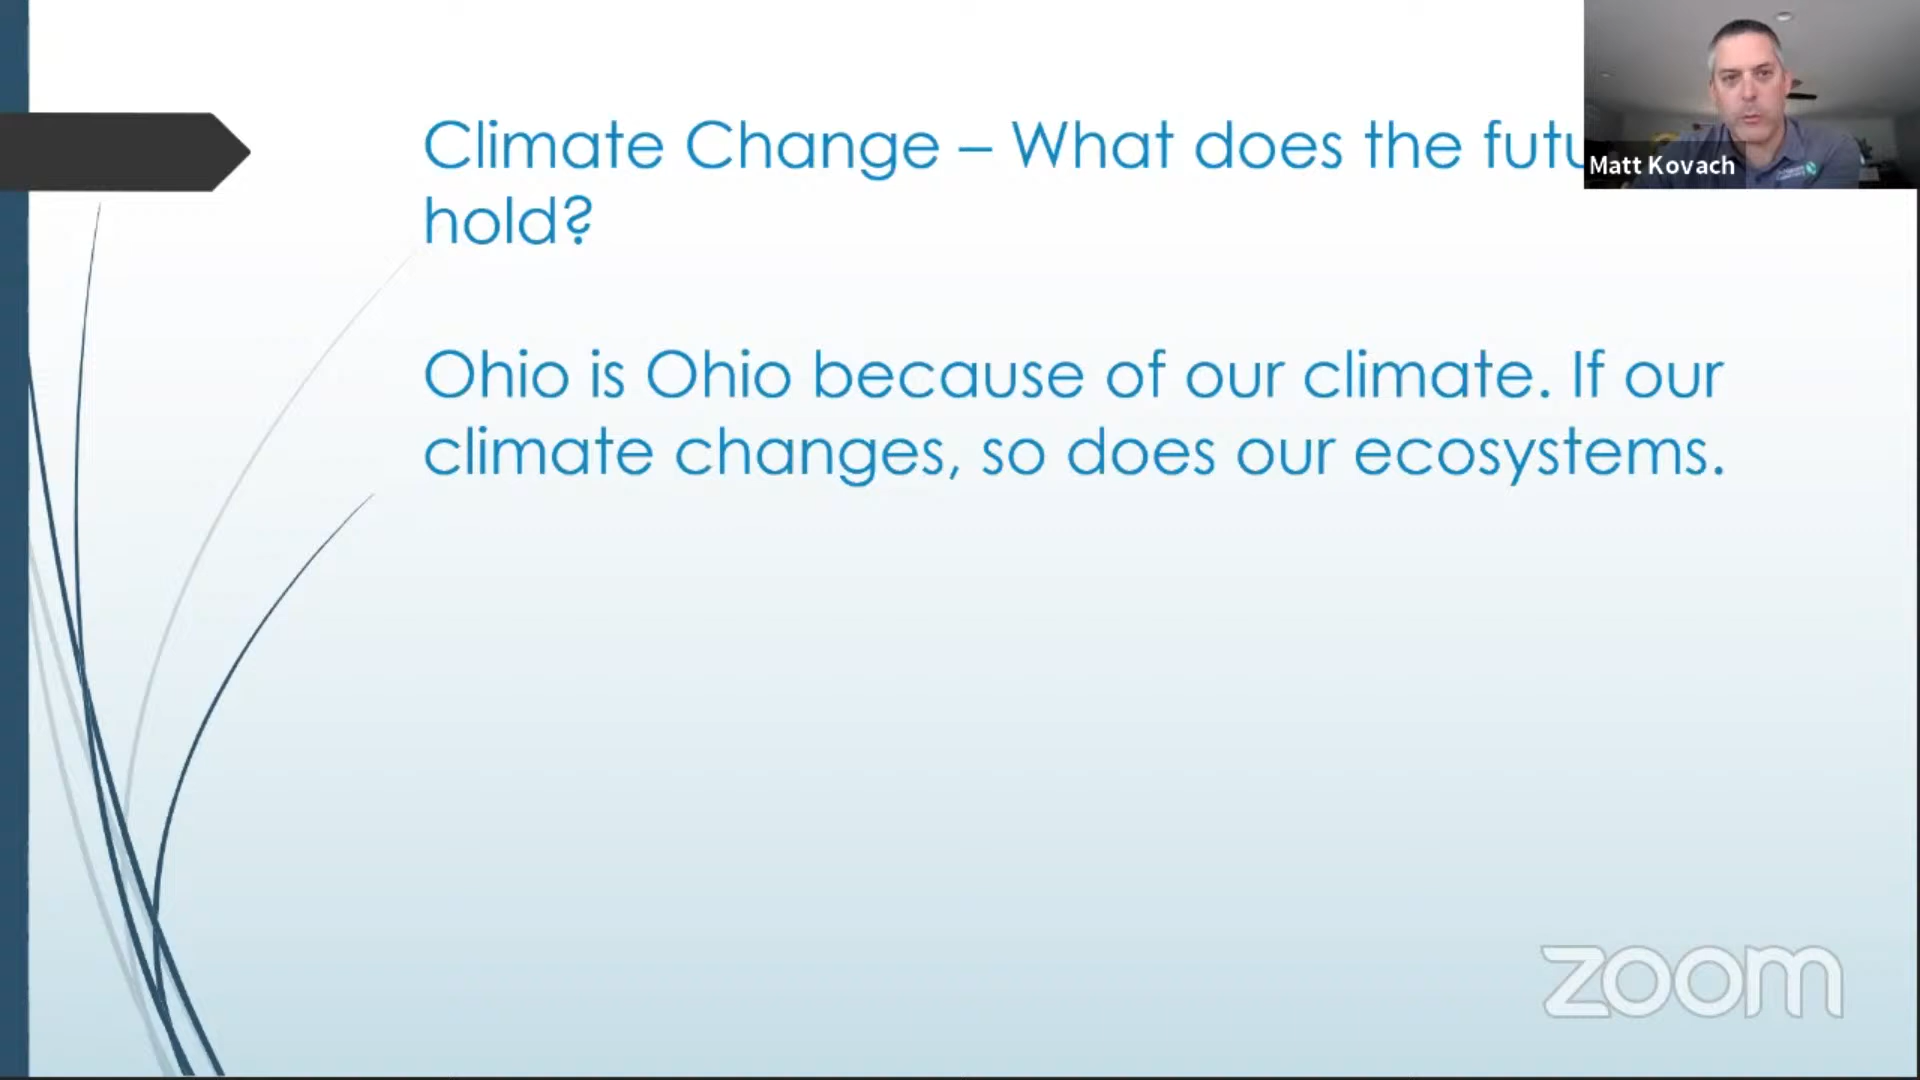 Climate Change – What does the
hold?
Ohio is Ohio because of our climate. If our
climate changes, so does our ecosystems.
Matt Kovach
zoom